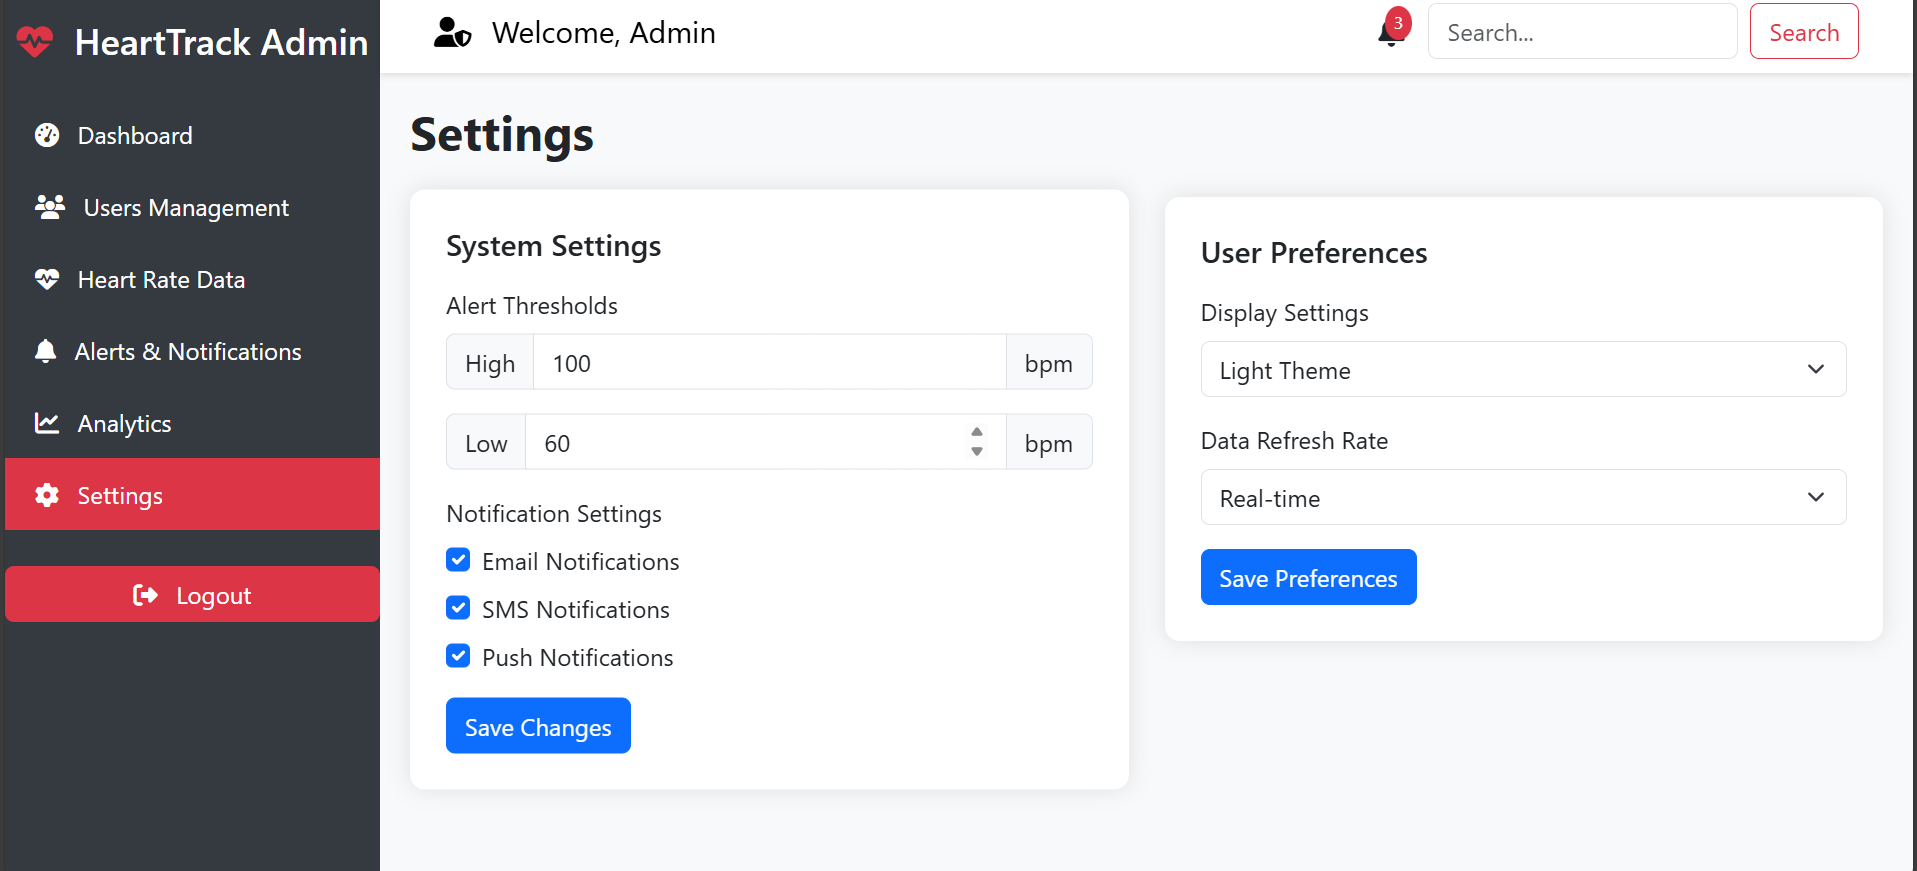 HeartTrack Admin
Dashboard
Users Management
Heart Rate Data
Alerts & Notifications
Analytics
Settings
Logout
Welcome, Admin
3
Search...
Search
Settings
System Settings
Alert Thresholds
High 100 bpm
Low 60 bpm
Notification Settings
Email Notifications
SMS Notifications
Push Notifications
Save Changes
User Preferences
Display Settings
Light Theme
Data Refresh Rate
Real-time
Save Preferences